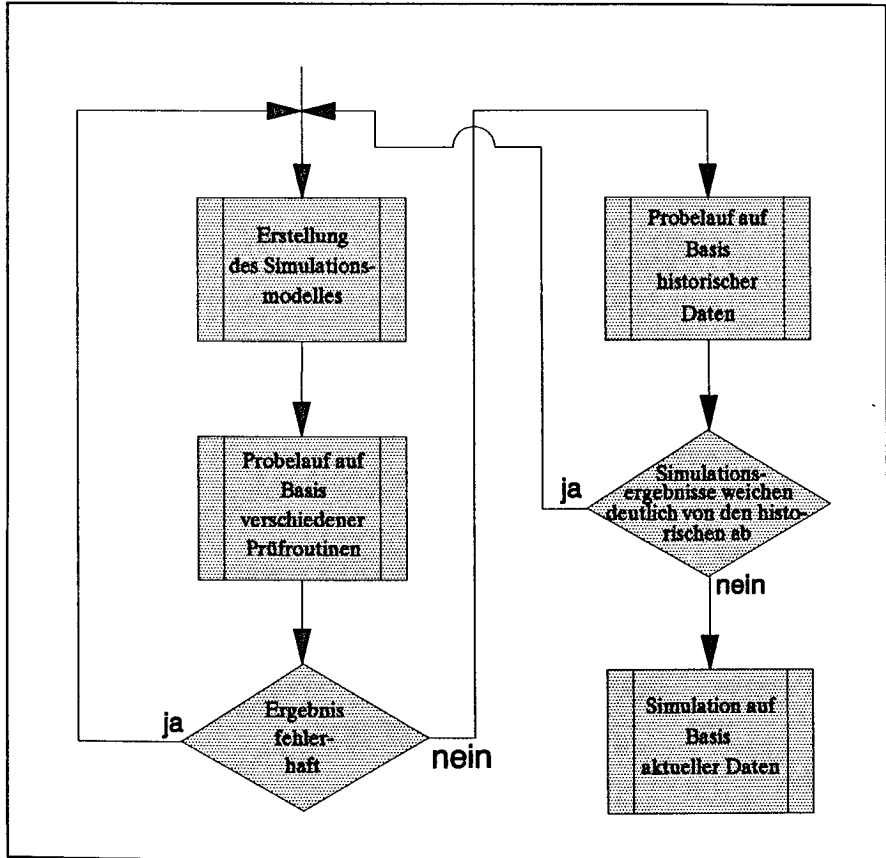 Erstellung
des Simulations-
modelles
Probelauf auf
Basis
verschiedener
Prüfroutinen
ja
Ergebnis
fehler-
haft
nein
Probelauf auf
Basis
historischer
Daten
ja
Simulations-
ergebnisse weichen
deutlich von den histo-
rischen ab
nein
Simulation auf
Basis
aktueller Daten